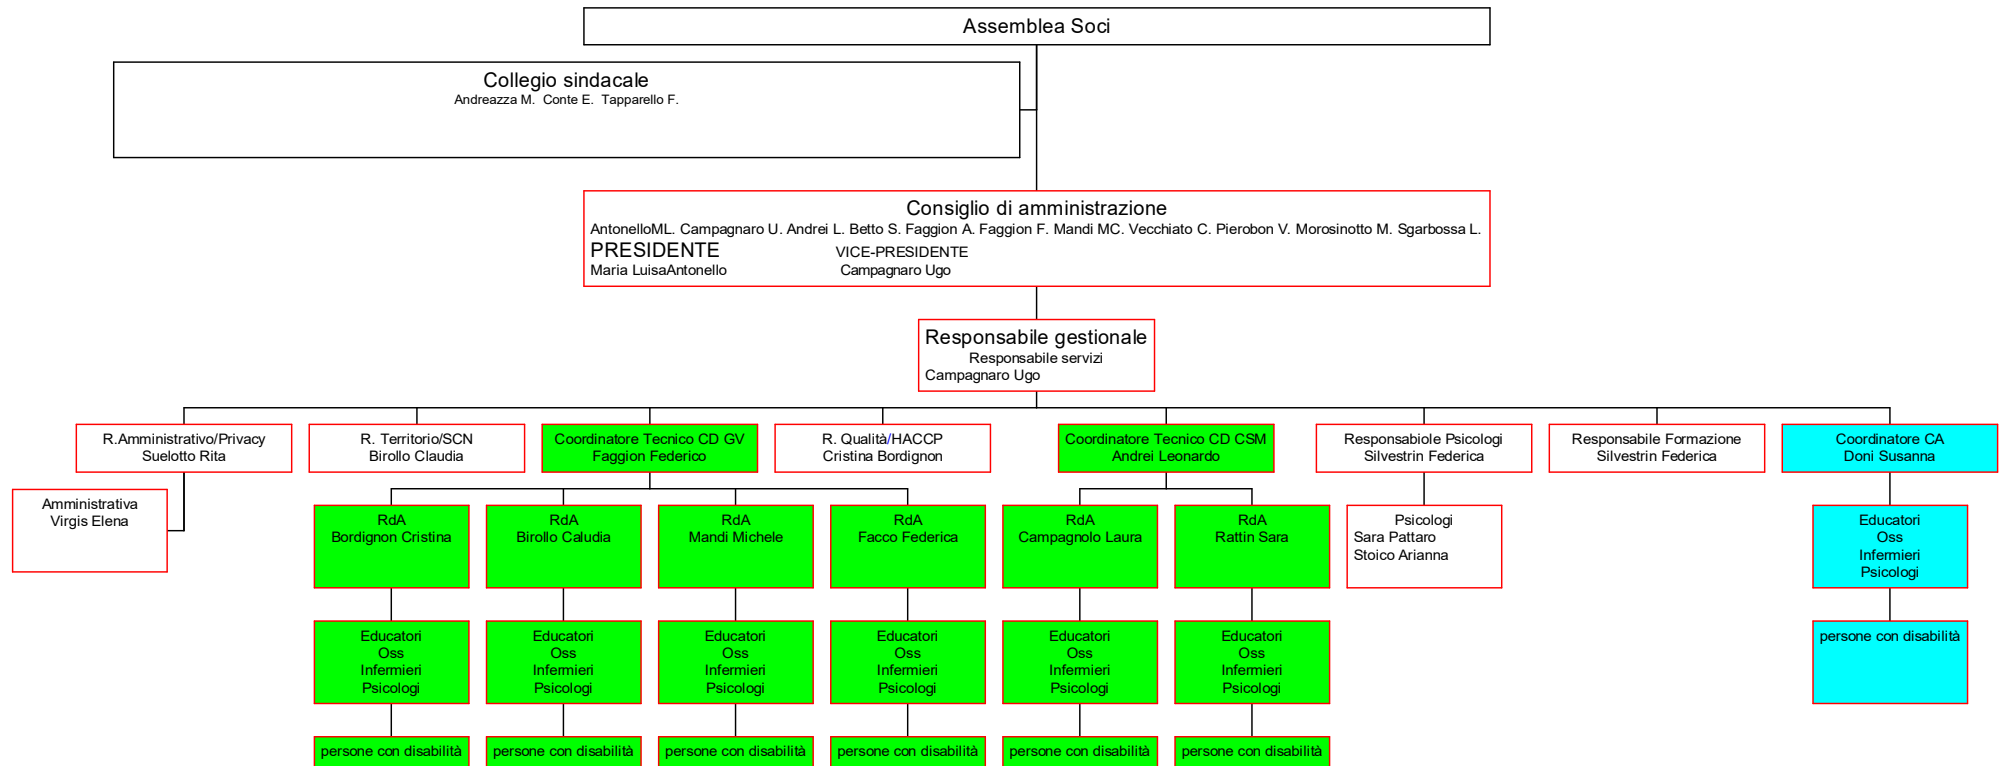 Assemblea Soci
Collegio sindacale
Andreazza M.  Conte E.  Tapparello F.
Consiglio di amministrazione
AntonelloML. Campagnaro U. Andrei L. Betto S. Faggion A. Faggion F. Mandi MC. Vecchiato C. Pierobon V. Morosinotto M. Sgarbossa L.
PRESIDENTE VICE-PRESIDENTE
Maria LuisaAntonello Campagnaro Ugo
Responsabile gestionale
Responsabile servizi
Campagnaro Ugo
R.Amministrativo/Privacy
Suelotto Rita
R. Territorio/SCN
Birollo Claudia
Coordinatore Tecnico CD GV
Faggion Federico
R. Qualità/HACCP
Cristina Bordignon
Coordinatore Tecnico CD CSM
Andrei Leonardo
Responsabiole Psicologi
Silvestrin Federica
Responsabile Formazione
Silvestrin Federica
Coordinatore CA
Doni Susanna
Amministrativa
Virgis Elena
RdA
Bordignon Cristina
RdA
Birollo Caludia
RdA
Mandi Michele
RdA
Facco Federica
RdA
Campagnolo Laura
RdA
Rattin Sara
Psicologi
Sara Pattaro
Stoico Arianna
Educatori
Oss
Infermieri
Psicologi
Educatori
Oss
Infermieri
Psicologi
Educatori
Oss
Infermieri
Psicologi
Educatori
Oss
Infermieri
Psicologi
Educatori
Oss
Infermieri
Psicologi
Educatori
Oss
Infermieri
Psicologi
Educatori
Oss
Infermieri
Psicologi
persone con disabilità
persone con disabilità
persone con disabilità
persone con disabilità
persone con disabilità
persone con disabilità
persone con disabilità